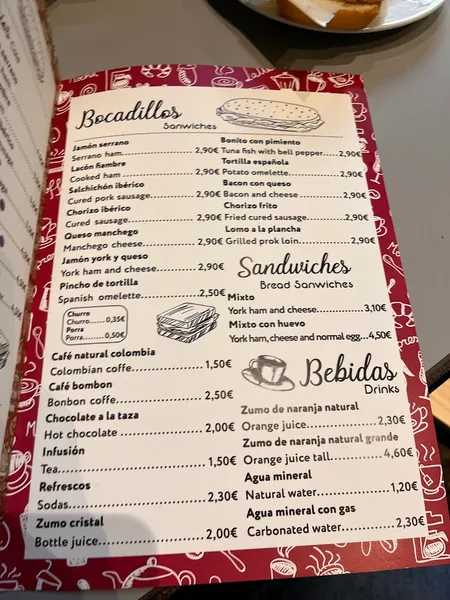 Bocadillos
Sanwiches
Jamón serrano
Serrano ham..................2,90€
Lacón fiambre
Cooked ham..................2,90€
Salchichón ibérico
Cured pork sausage...........2,90€
Chorizo ibérico
Cured sausage................2,90€
Queso manchego
Manchego cheese..............2,90€
Jamón york y queso
York ham and cheese..........2,90€
Pincho de tortilla
Spanish omelette.............2,50€
Bonito con pimiento
Tuna fish with bell pepper.....2,90€
Tortilla española
Potato omelette..............2,90€
Bacon con queso
Bacon and cheese.............2,90€
Chorizo frito
Fried cured sausage..........2,90€
Lomo a la plancha
Grilled prok loin............2,90€
Sandwiches
Bread Sanwiches
Mixto
York ham and cheese..........3,10€
Mixto con huevo
York ham, cheese and normal egg...4,50€
Churro
Churro......0,35€
Porra
Porra.......0,50€
Café natural colombia
Colombian coffe..............1,50€
Café bombon
Bonbon coffe.................2,50€
Chocolate a la taza
Hot chocolate ...............2,00€
Infusión
Tea..........................1,50€
Refrescos
Sodas........................2,30€
Zumo cristal
Bottle juice.................2,00€
Bebidas
Drinks
Zumo de naranja natural
Orange juice.................2,30€
Zumo de naranja natural grande
Orange juice tall............4,60€
Agua mineral
Natural water................1,20€
Agua mineral con gas
Carbonated water.............2,30€